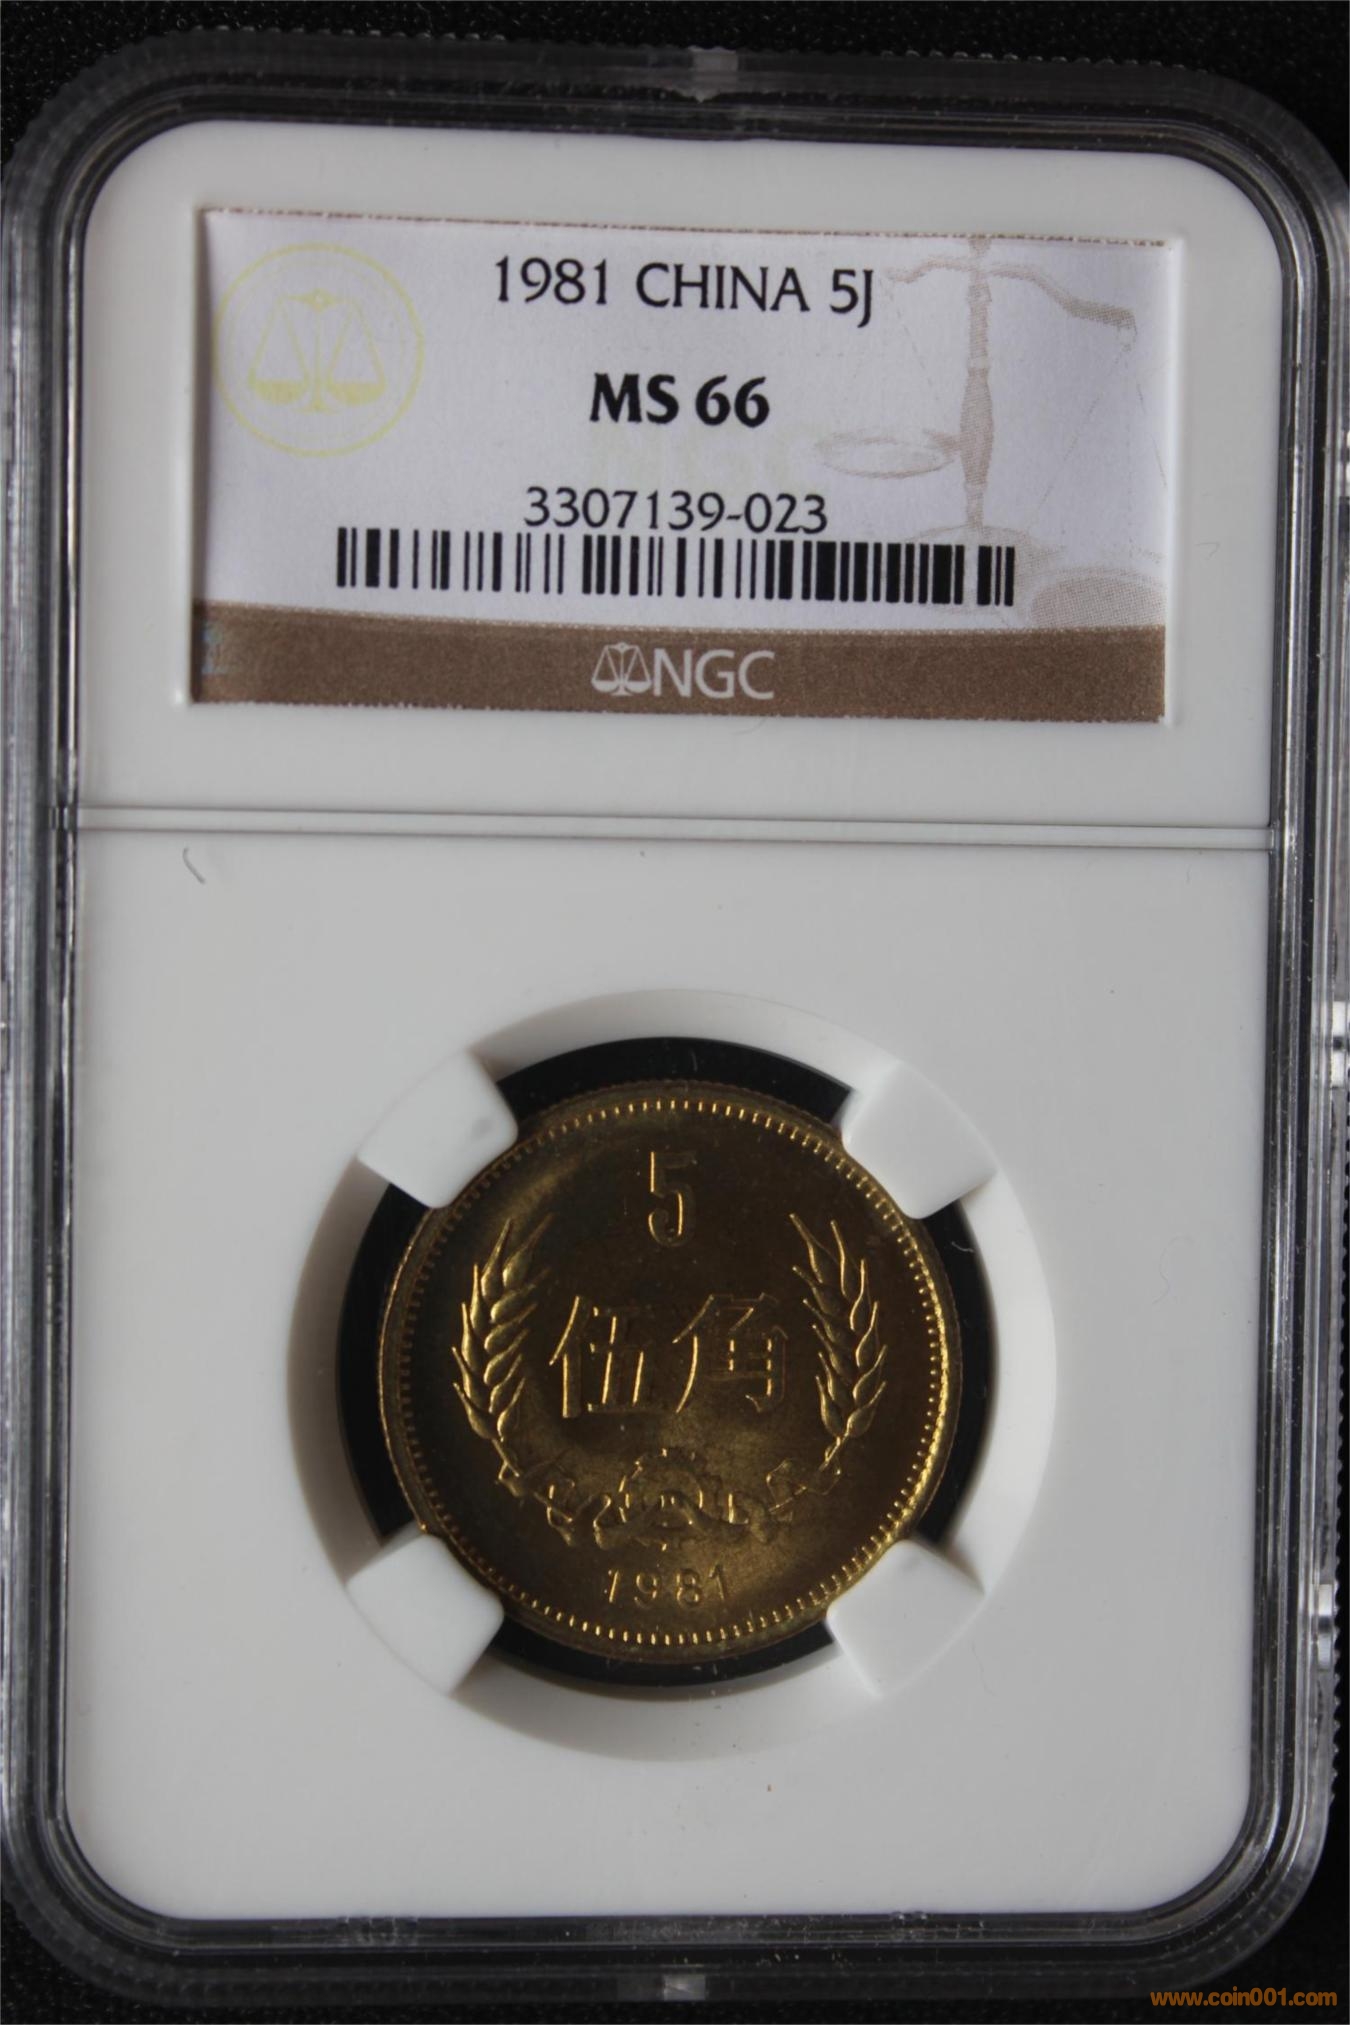 1981 CHINA 5J
MS 66
3307139-023
NGC
5
伍角
1981
www.coin001.com